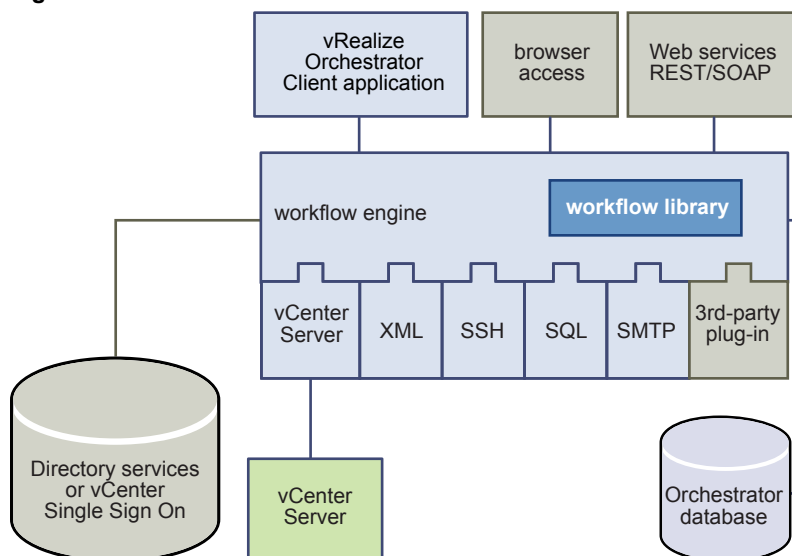 vRealize
Orchestrator
Client application
browser
access
Web services
REST/SOAP
workflow engine
workflow library
vCenter
Server
XML
SSH
SQL
SMTP
3rd-party
plug-in
Directory services
or vCenter
Single Sign On
vCenter
Server
Orchestrator
database